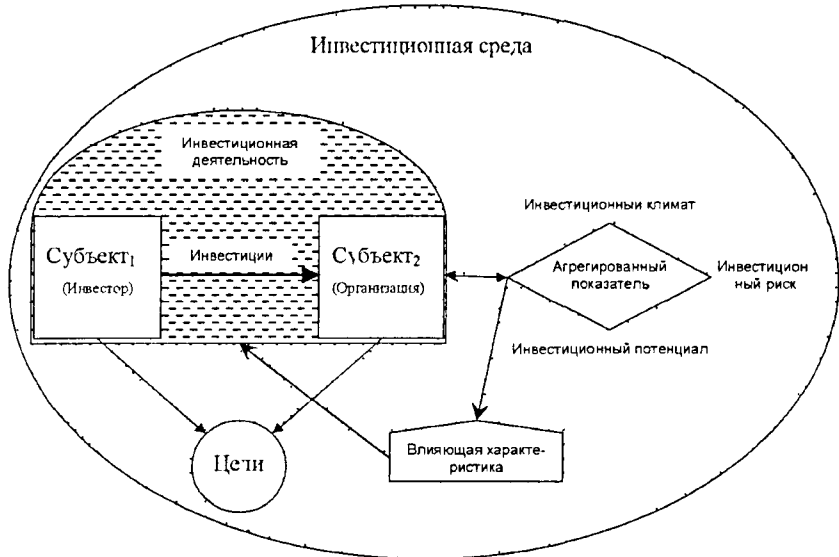 Инвестиционная среда
Инвестиционная
деятельность
Инвестиционный климат
Субъект₁
Инвестиции
Субъект₂
(Инвестор)
(Организация)
Агрегированный
показатель
Инвестицион
ный риск
Инвестиционный потенциал
Цели
Влияющая характе-
ристика